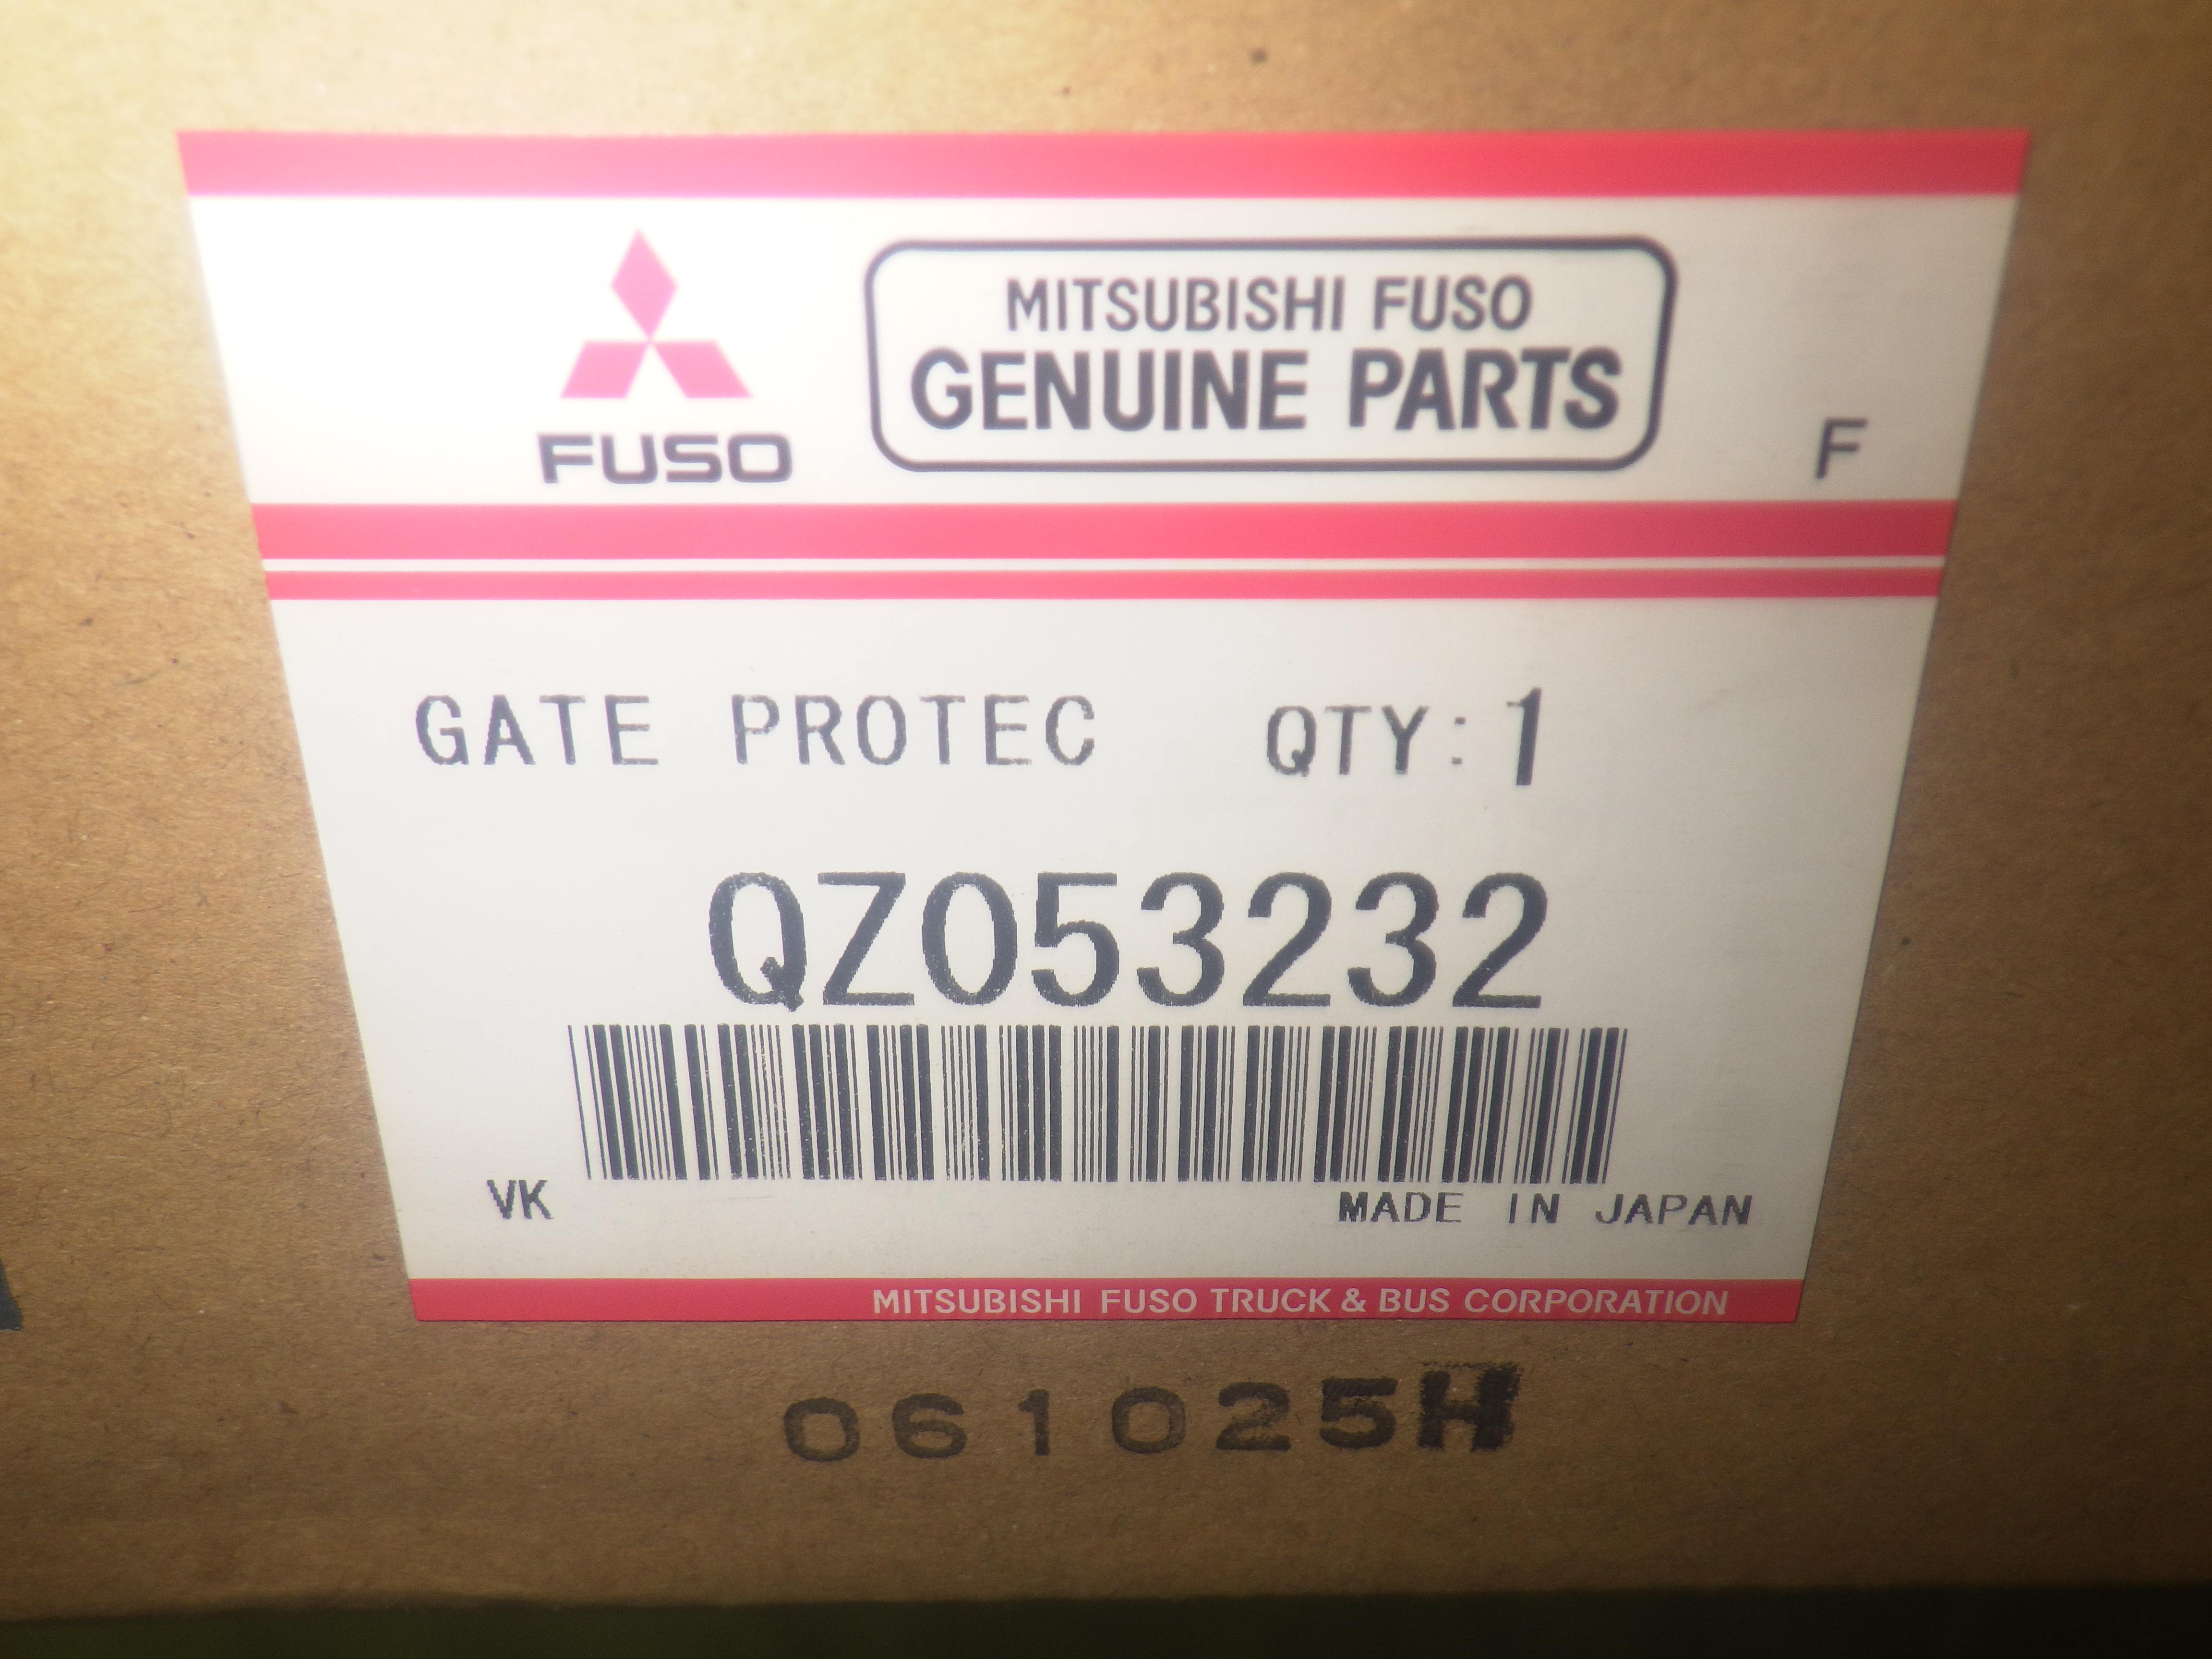 MITSUBISHI FUSO
GENUINE PARTS
FUSO
F
GATE PROTEC QTY:1
QZ053232
VK
MADE IN JAPAN
MITSUBISHI FUSO TRUCK & BUS CORPORATION
061025H